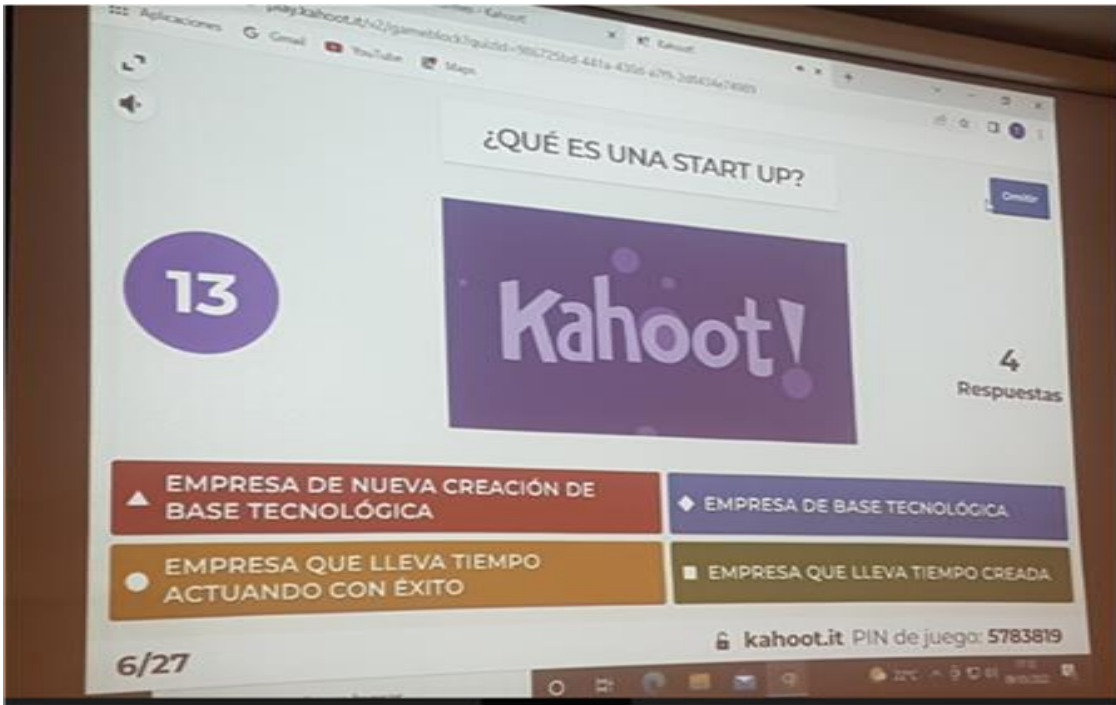 Kahoot!
Aplicaciones G Gmail YouTube Maps
¿QUÉ ES UNA START UP?
Omitir
13
Kahoot!
4
Respuestas
EMPRESA DE NUEVA CREACIÓN DE
BASE TECNOLÓGICA
EMPRESA DE BASE TECNOLÓGICA
EMPRESA QUE LLEVA TIEMPO
ACTUANDO CON ÉXITO
EMPRESA QUE LLEVA TIEMPO CREADA
6/27
kahoot.it PIN de juego: 5783819
22°C